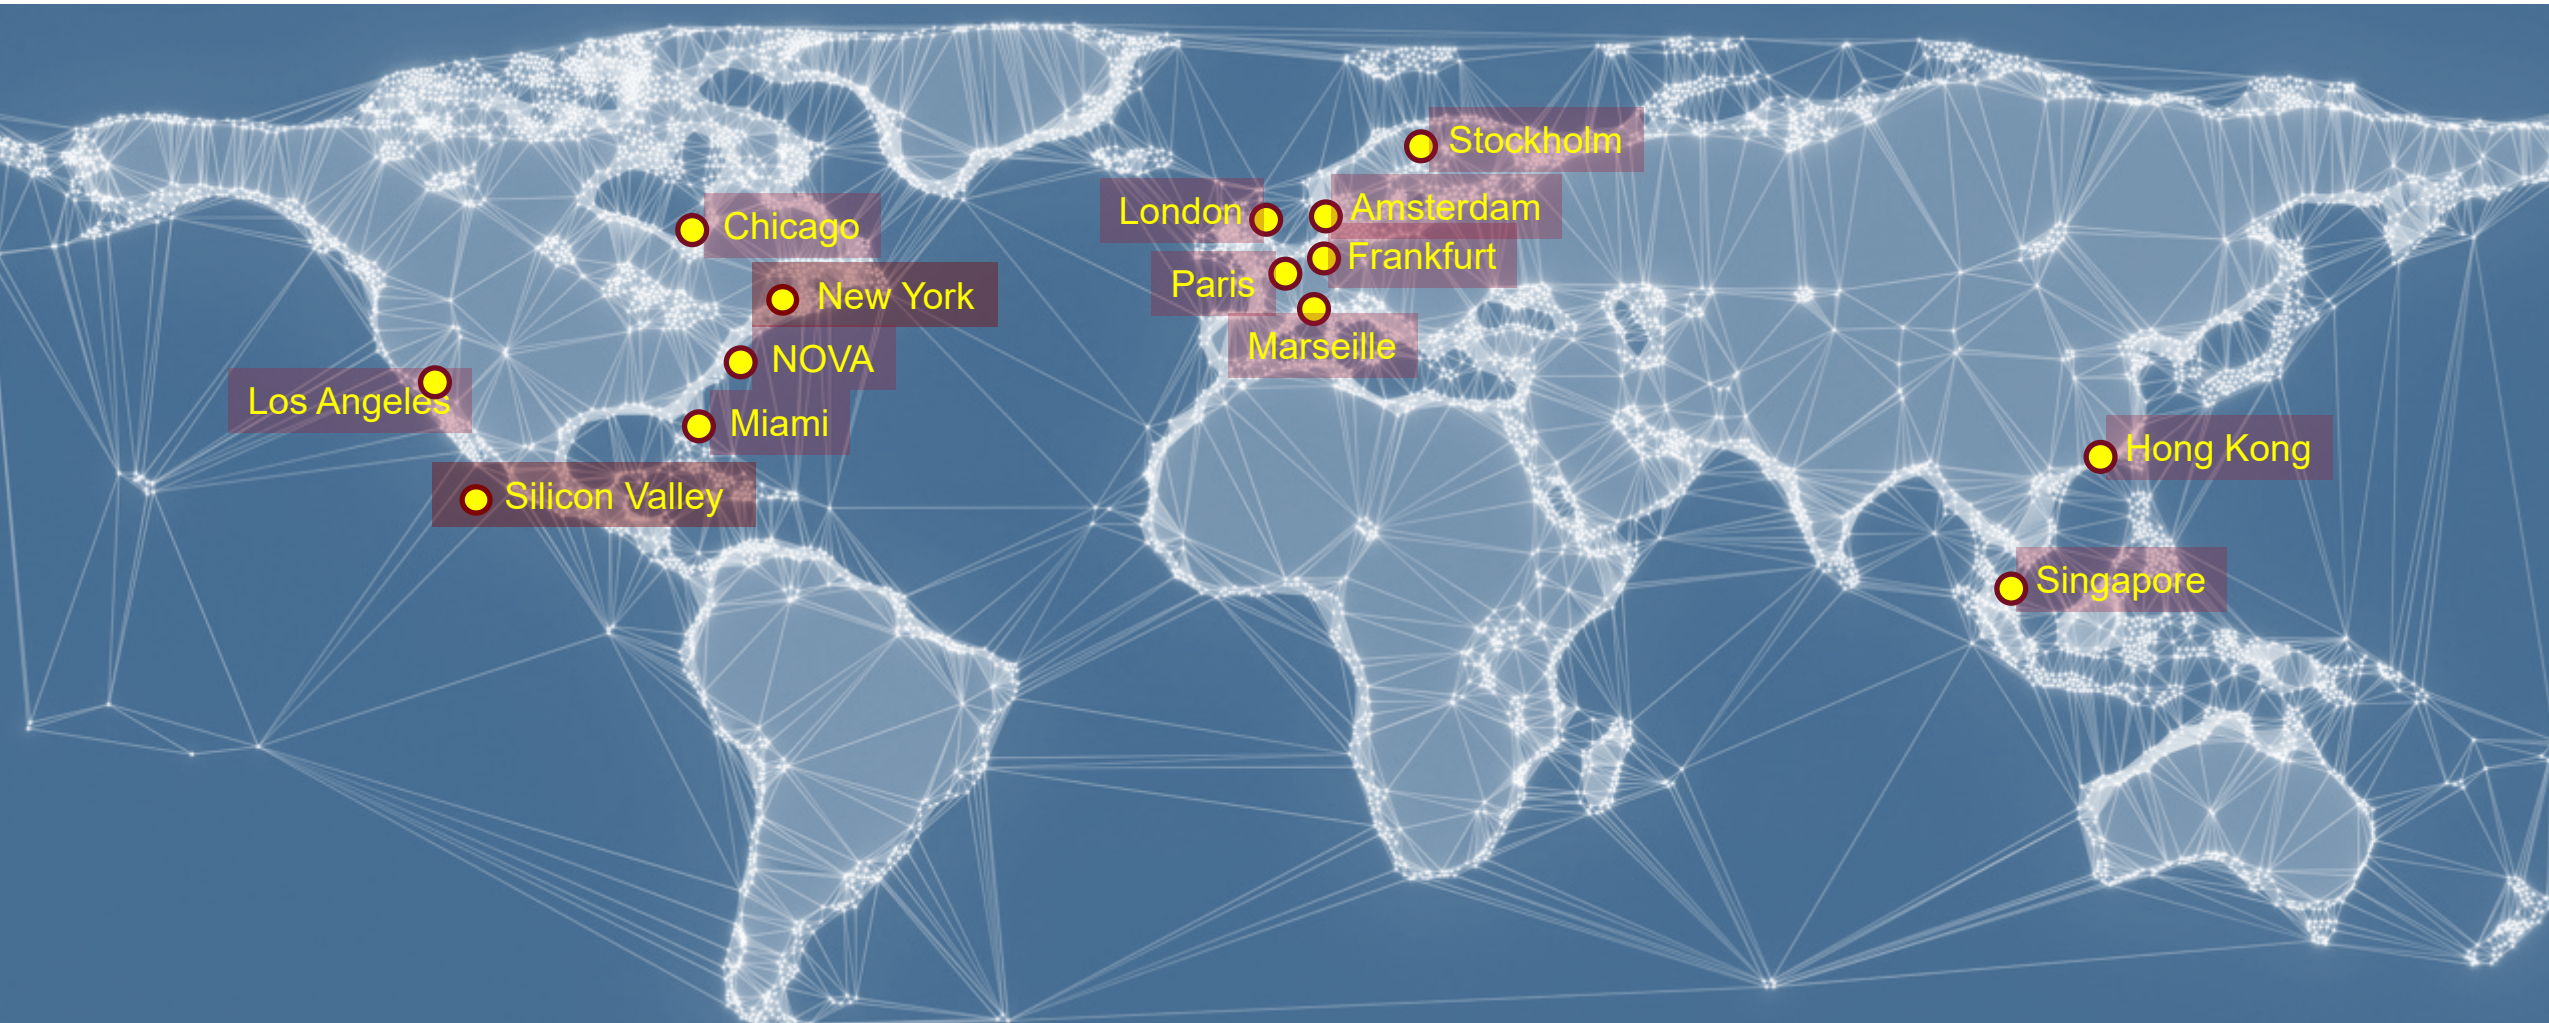 Stockholm
London
Amsterdam
Chicago
Frankfurt
Paris
New York
Marseille
NOVA
Los Angeles
Miami
Hong Kong
Silicon Valley
Singapore